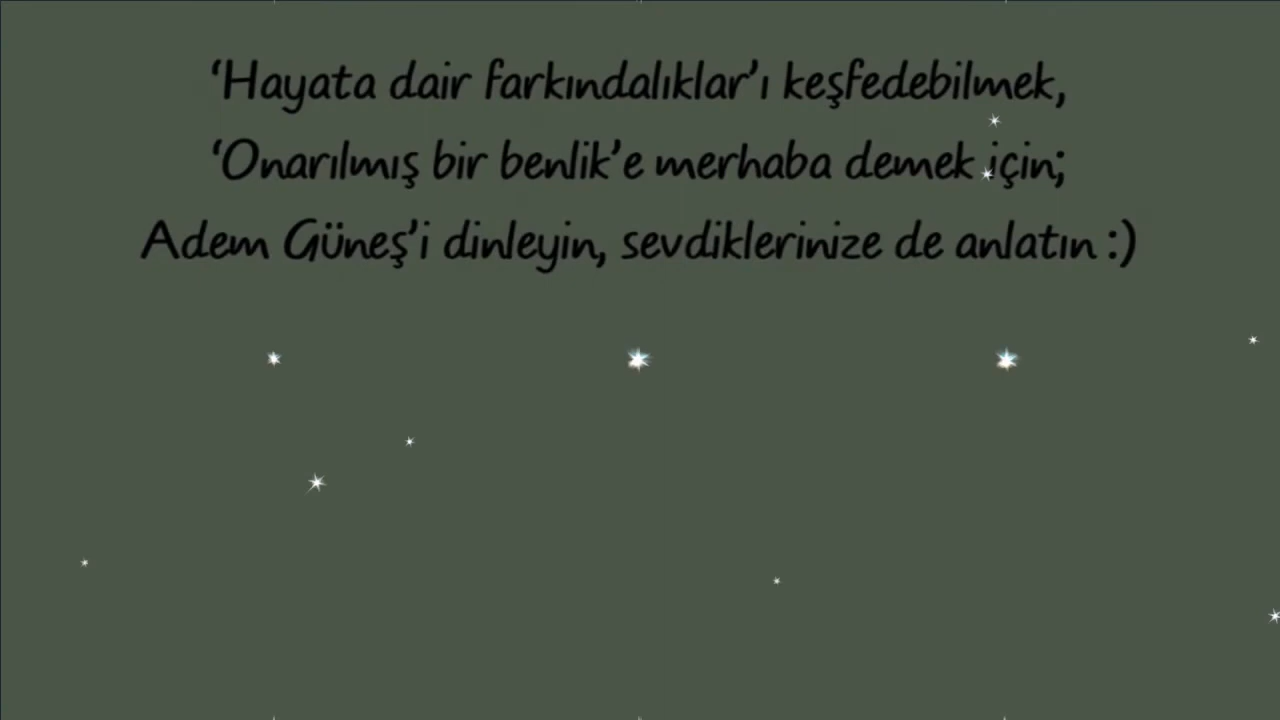 ‘Hayata dair farkındalıklar’ı keşfedebilmek,
‘Onarılmış bir benlik’e merhaba demek için;
Adem Güneş’i dinleyin, sevdiklerinize de anlatın :)